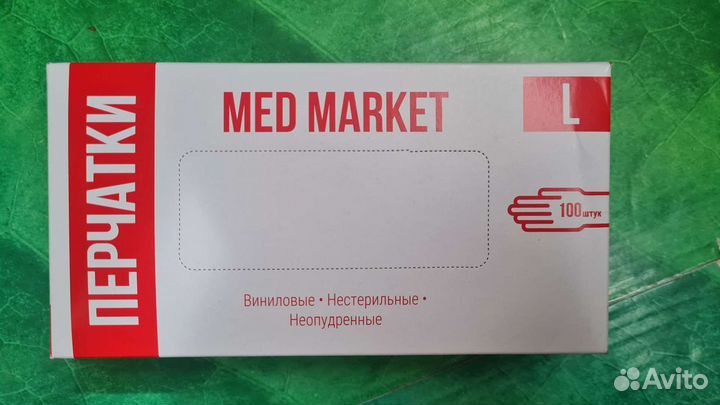 ПЕРЧАТКИ
MED MARKET
L
100 штук
Виниловые • Нестерильные •
Неопудренные
Avito